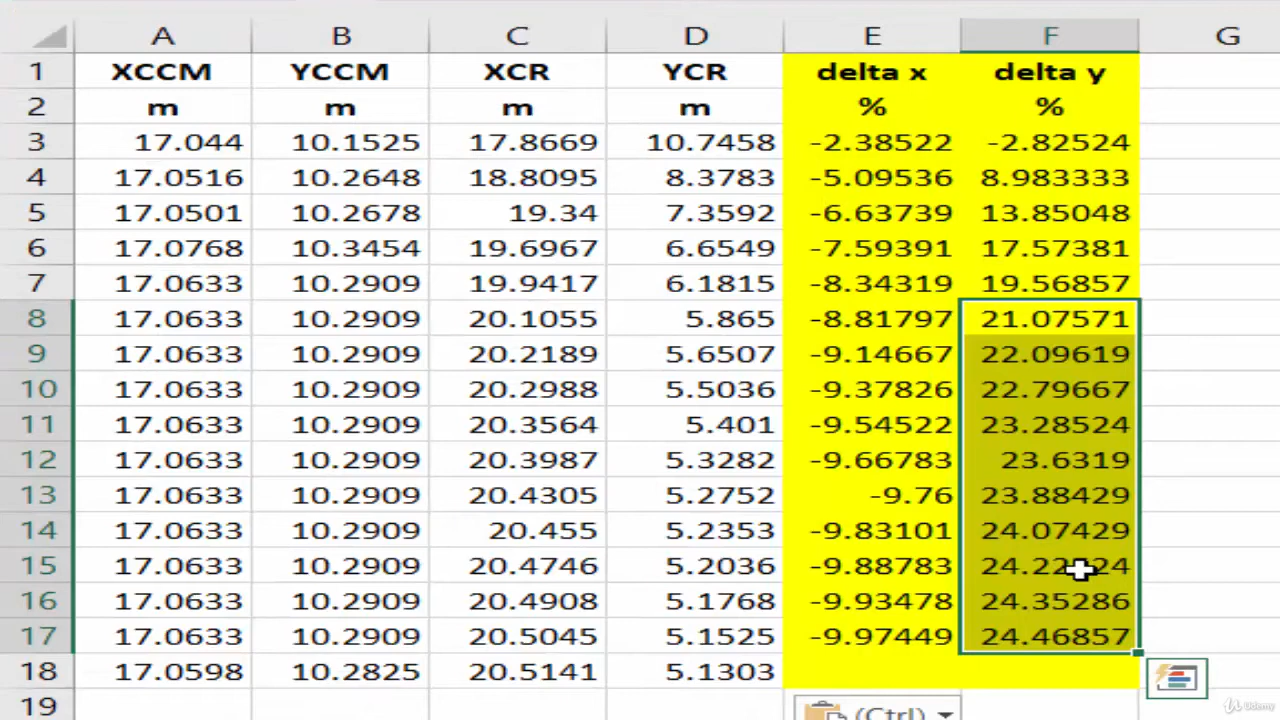 A B C D E F G
1 XCCM YCCM XCR YCR delta x delta y
2 m m m m % %
3 17.044 10.1525 17.8669 10.7458 -2.38522 -2.82524
4 17.0516 10.2648 18.8095 8.3783 -5.09536 8.983333
5 17.0501 10.2678 19.34 7.3592 -6.63739 13.85048
6 17.0768 10.3454 19.6967 6.6549 -7.59391 17.57381
7 17.0633 10.2909 19.9417 6.1815 -8.34319 19.56857
8 17.0633 10.2909 20.1055 5.865 -8.81797 21.07571
9 17.0633 10.2909 20.2189 5.6507 -9.14667 22.09619
10 17.0633 10.2909 20.2988 5.5036 -9.37826 22.79667
11 17.0633 10.2909 20.3564 5.401 -9.54522 23.28524
12 17.0633 10.2909 20.3987 5.3282 -9.66783 23.6319
13 17.0633 10.2909 20.4305 5.2752 -9.76 23.88429
14 17.0633 10.2909 20.455 5.2353 -9.83101 24.07429
15 17.0633 10.2909 20.4746 5.2036 -9.88783
16 17.0633 10.2909 20.4908 5.1768 -9.93478 24.35286
17 17.0633 10.2909 20.5045 5.1525 -9.97449 24.46857
18 17.0598 10.2825 20.5141 5.1303
19
(Ctrl)
Udemy